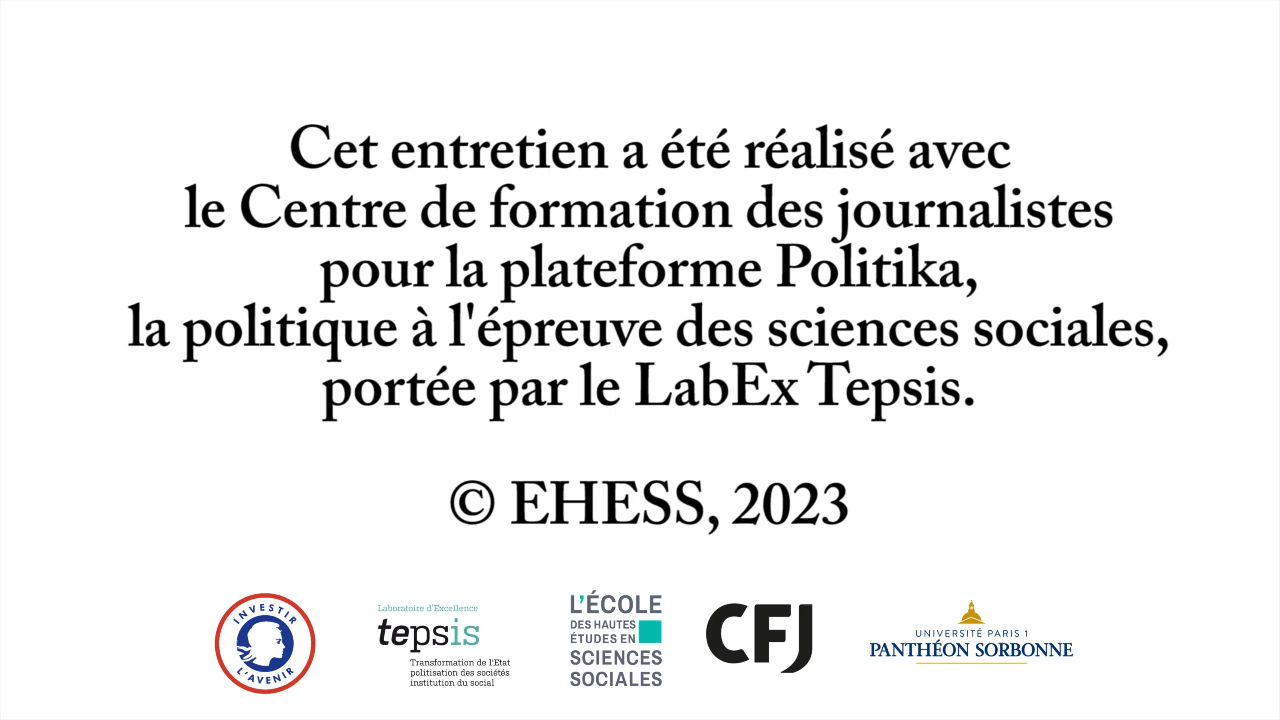 Cet entretien a été réalisé avec
le Centre de formation des journalistes
pour la plateforme Politika,
la politique à l'épreuve des sciences sociales,
portée par le LabEx Tepsis.
© EHESS, 2023
INVESTIR
L'AVENIR
Laboratoire d'Excellence
tepsis
Transformation de l'Etat
politisation des sociétés
institution du social
L'ÉCOLE
DES HAUTES
ÉTUDES EN
SCIENCES
SOCIALES
CFJ
UNIVERSITÉ PARIS 1
PANTHÉON SORBONNE